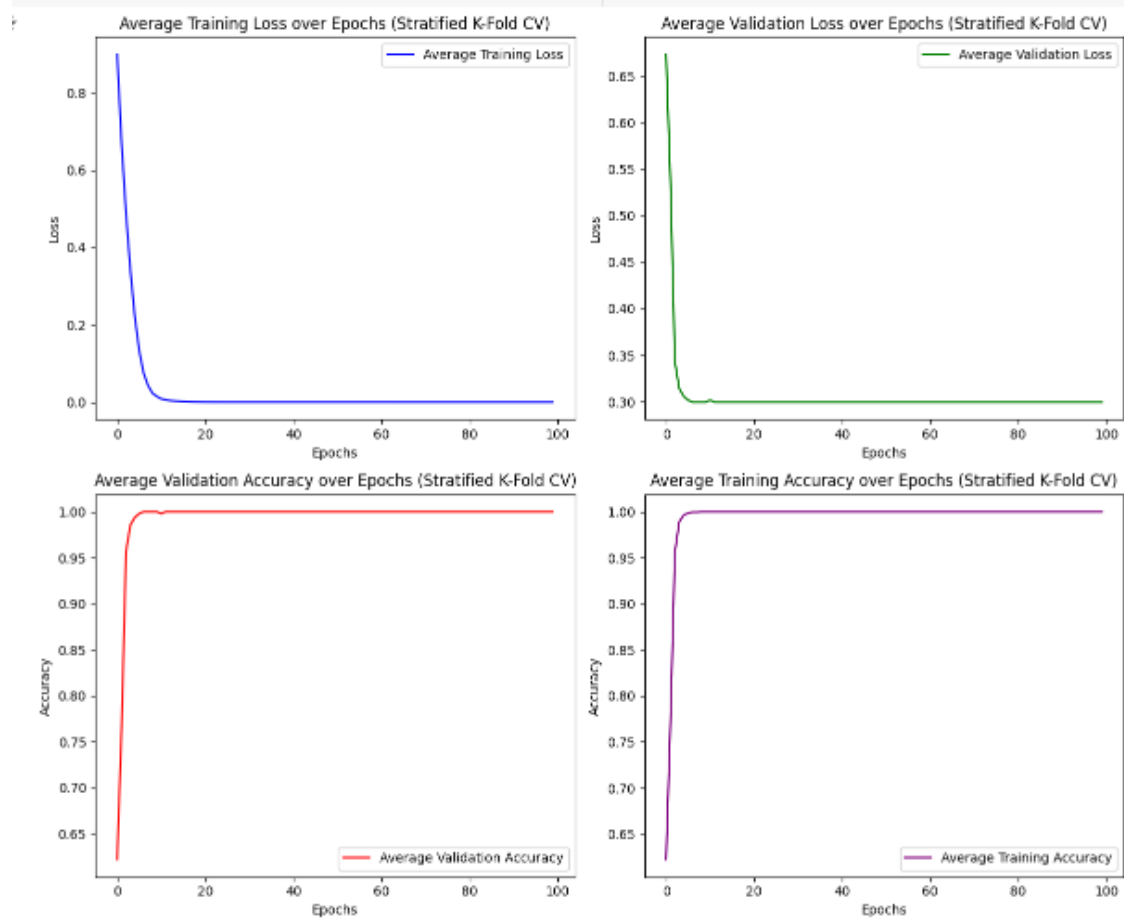 Average Training Loss over Epochs (Stratified K-Fold CV)
Average Training Loss
0.8
0.6
0.4
0.2
0.0
Loss
0 20 40 60 80 100
Epochs
Average Validation Loss over Epochs (Stratified K-Fold CV)
Average Validation Loss
0.65
0.60
0.55
0.50
0.45
0.40
0.35
0.30
Loss
0 20 40 60 80 100
Epochs
Average Validation Accuracy over Epochs (Stratified K-Fold CV)
1.00
0.95
0.90
0.85
0.80
0.75
0.70
0.65
Accuracy
Average Validation Accuracy
0 20 40 60 80 100
Epochs
Average Training Accuracy over Epochs (Stratified K-Fold CV)
1.00
0.95
0.90
0.85
0.80
0.75
0.70
0.65
Accuracy
Average Training Accuracy
0 20 40 60 80 100
Epochs